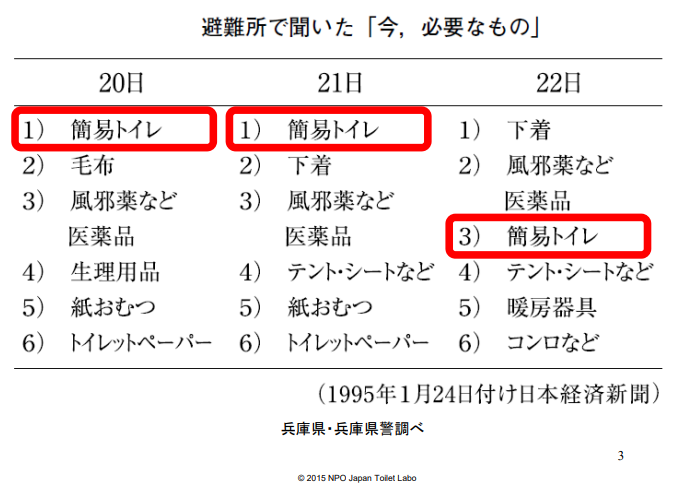 避難所で聞いた「今，必要なもの」
20日
1） 簡易トイレ
2） 毛布
3） 風邪薬など
医薬品
4） 生理用品
5） 紙おむつ
6） トイレットペーパー
21日
1） 簡易トイレ
2） 下着
3） 風邪薬など
医薬品
4） テント・シートなど
5） 紙おむつ
6） トイレットペーパー
22日
1） 下着
2） 風邪薬など
医薬品
3） 簡易トイレ
4） テント・シートなど
5） 暖房器具
6） コンロなど
（1995年1月24日付け日本経済新聞）
兵庫県・兵庫県警調べ
3
© 2015 NPO Japan Toilet Labo